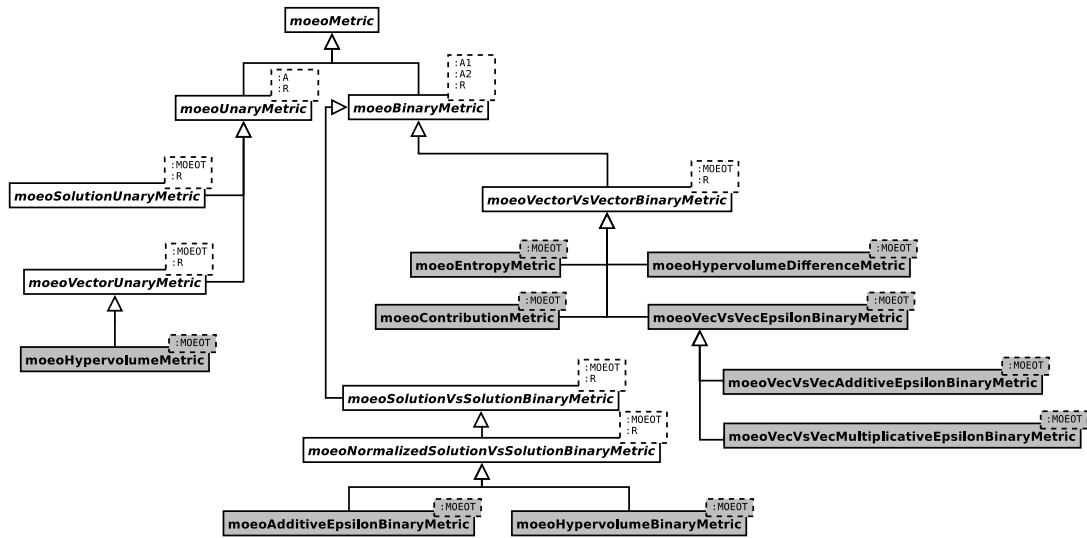 moeoMetric
:A
:R
moeoUnaryMetric
:A1
:A2
:R
moeoBinaryMetric
:MOEOT
:R
moeoSolutionUnaryMetric
:MOEOT
:R
moeoVectorVsVectorBinaryMetric
:MOEOT
:R
moeoVectorUnaryMetric
:MOEOT
moeoEntropyMetric
:MOEOT
moeoHypervolumeDifferenceMetric
:MOEOT
moeoContributionMetric
:MOEOT
moeoVecVsVecEpsilonBinaryMetric
:MOEOT
moeoHypervolumeMetric
:MOEOT
:R
moeoSolutionVsSolutionBinaryMetric
:MOEOT
moeoVecVsVecAdditiveEpsilonBinaryMetric
:MOEOT
:R
moeoNormalizedSolutionVsSolutionBinaryMetric
:MOEOT
moeoVecVsVecMultiplicativeEpsilonBinaryMetric
:MOEOT
moeoAdditiveEpsilonBinaryMetric
:MOEOT
moeoHypervolumeBinaryMetric